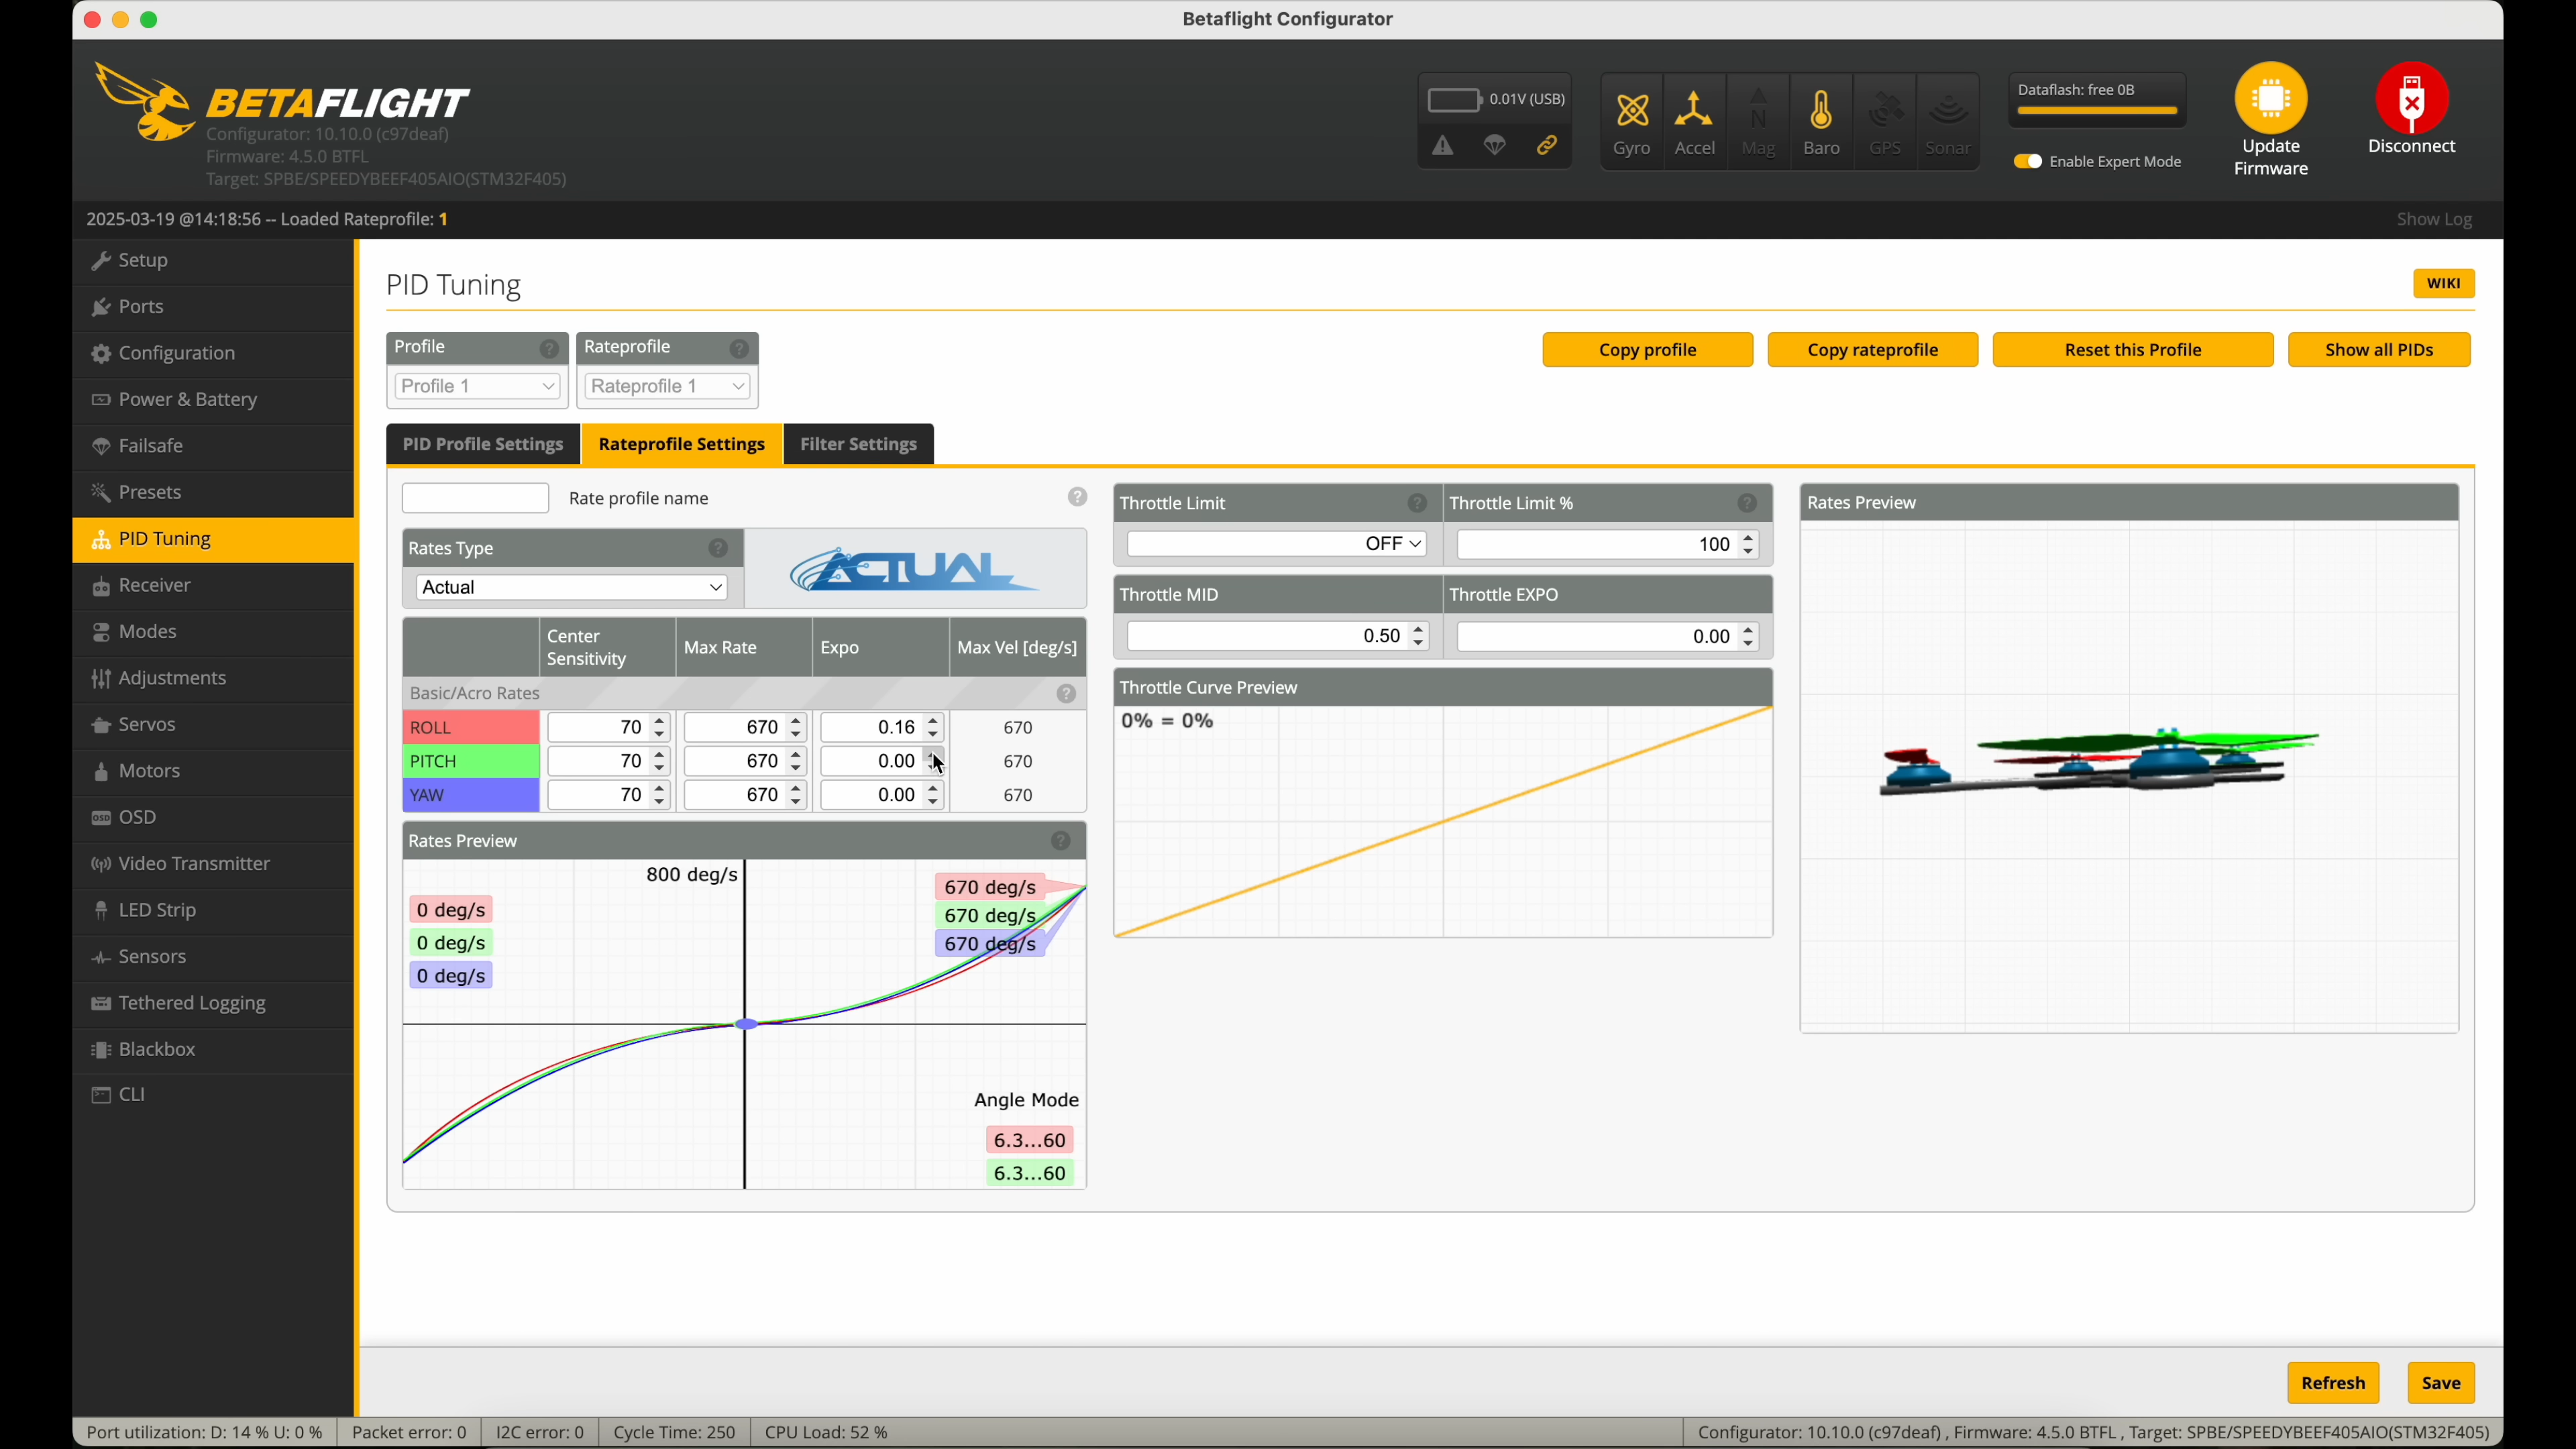 Betaflight Configurator
BETAFLIGHT
Configurator: 10.10.0 (c97deaf)
Firmware: 4.5.0 BTFL
Target: SPBE/SPEEDYBEEF405AIO(STM32F405)
0.01V (USB)
Gyro
Accel
N
Mag
Baro
GPS
Sonar
Dataflash: free 0B
Enable Expert Mode
Update
Firmware
Disconnect
2025-03-19 @14:18:56 -- Loaded Rateprofile: 1
Show Log
Setup
Ports
Configuration
Power & Battery
Failsafe
Presets
PID Tuning
Receiver
Modes
Adjustments
Servos
Motors
OSD
OSD
Video Transmitter
LED Strip
Sensors
Tethered Logging
Blackbox
CLI
PID Tuning
WIKI
Profile ?
Profile 1
Rateprofile ?
Rateprofile 1
Copy profile
Copy rateprofile
Reset this Profile
Show all PIDs
PID Profile Settings
Rateprofile Settings
Filter Settings
Rate profile name ?
Rates Type ?
Actual
ACTUAL
Center
Sensitivity
Max Rate
Expo
Max Vel [deg/s]
Basic/Acro Rates ?
ROLL 70 670 0.16 670
PITCH 70 670 0.00 670
YAW 70 670 0.00 670
Rates Preview ?
800 deg/s
0 deg/s
0 deg/s
0 deg/s
670 deg/s
670 deg/s
670 deg/s
Angle Mode
6.3...60
6.3...60
Throttle Limit ?
OFF
Throttle Limit % ?
100
Throttle MID
0.50
Throttle EXPO
0.00
Throttle Curve Preview
0% = 0%
Rates Preview
Refresh
Save
Port utilization: D: 14 % U: 0 %
Packet error: 0
I2C error: 0
Cycle Time: 250
CPU Load: 52 %
Configurator: 10.10.0 (c97deaf) , Firmware: 4.5.0 BTFL , Target: SPBE/SPEEDYBEEF405AIO(STM32F405)